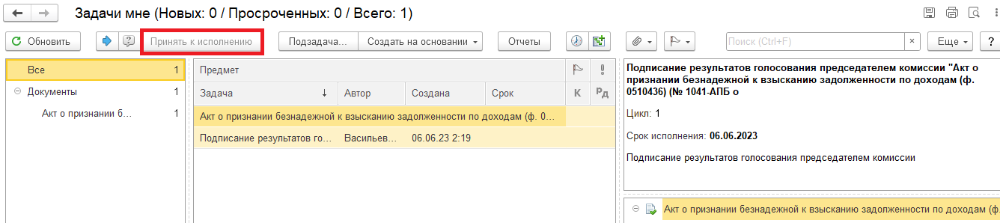 Задачи мне (Новых: 0 / Просроченных: 0 / Всего: 1)
Обновить
Принять к исполнению
Подзадача...
Создать на основании
Отчеты
Поиск (Ctrl+F)
×
Еще
?
Все 1
Документы 1
Акт о признании б... 1
Предмет !
Задача ↓ Автор Создана Срок К РД
Акт о признании безнадежной к взысканию задолженности по доходам (ф. 0...
Подписание результатов го... Васильев... 06.06.23 2:19
Подписание результатов голосования председателем комиссии "Акт о
признании безнадежной к взысканию задолженности по доходам (ф.
0510436) (№ 1041-АПБ о
Цикл: 1
Срок исполнения: 06.06.2023
Подписание результатов голосования председателем комиссии
Акт о признании безнадежной к взысканию задолженности по доходам (ф.